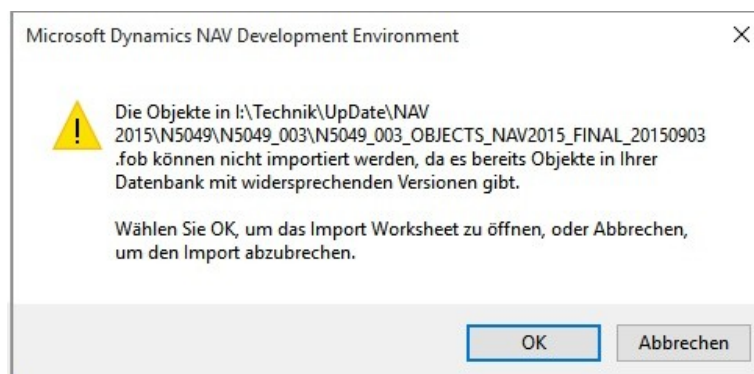 Microsoft Dynamics NAV Development Environment
Die Objekte in I:\Technik\UpDate\NAV
2015\N5049\N5049_003\N5049_003_OBJECTS_NAV2015_FINAL_20150903
.fob können nicht importiert werden, da es bereits Objekte in Ihrer
Datenbank mit widersprechenden Versionen gibt.
Wählen Sie OK, um das Import Worksheet zu öffnen, oder Abbrechen,
um den Import abzubrechen.
OK Abbrechen